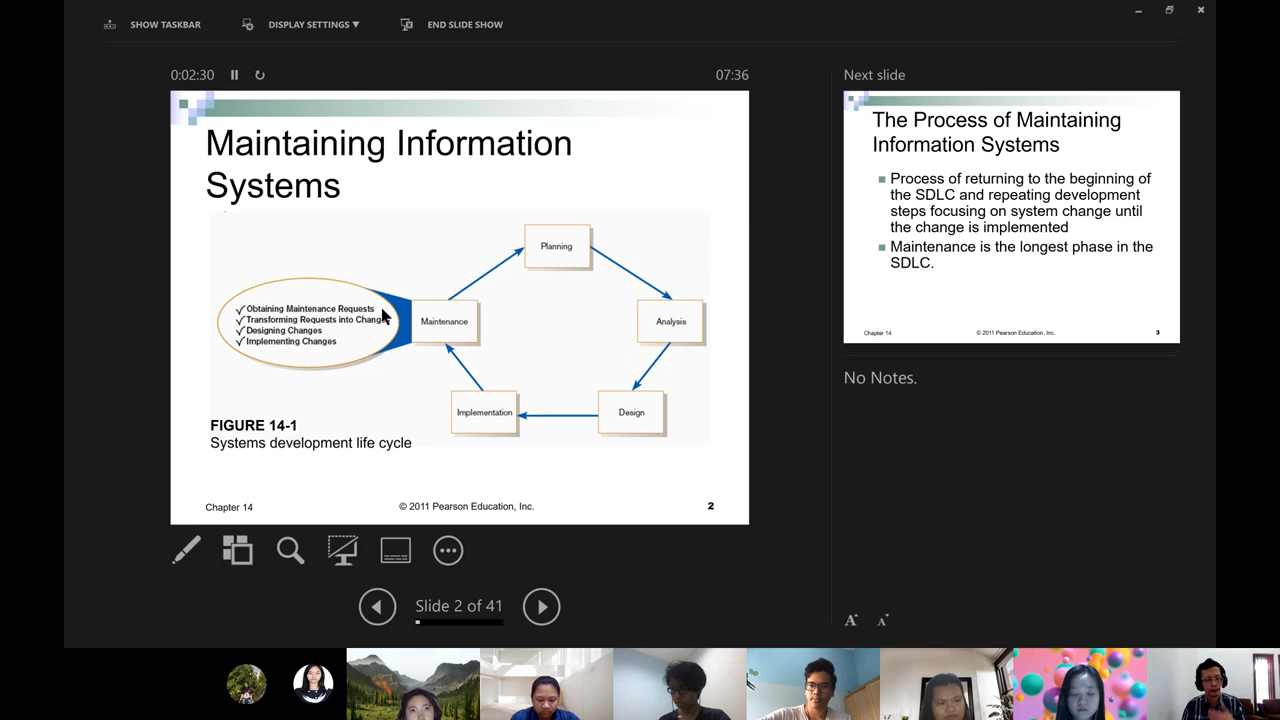 SHOW TASKBAR
DISPLAY SETTINGS ▼
END SLIDE SHOW
0:02:30
07:36
Maintaining Information
Systems
Planning
Obtaining Maintenance Requests
Transforming Requests into Changes
Designing Changes
Implementing Changes
Maintenance
Analysis
Implementation
Design
FIGURE 14-1
Systems development life cycle
Chapter 14
© 2011 Pearson Education, Inc.
2
Slide 2 of 41
Next slide
The Process of Maintaining
Information Systems
Process of returning to the beginning of
the SDLC and repeating development
steps focusing on system change until
the change is implemented
Maintenance is the longest phase in the
SDLC.
Chapter 14
© 2011 Pearson Education, Inc.
3
No Notes.
A
A